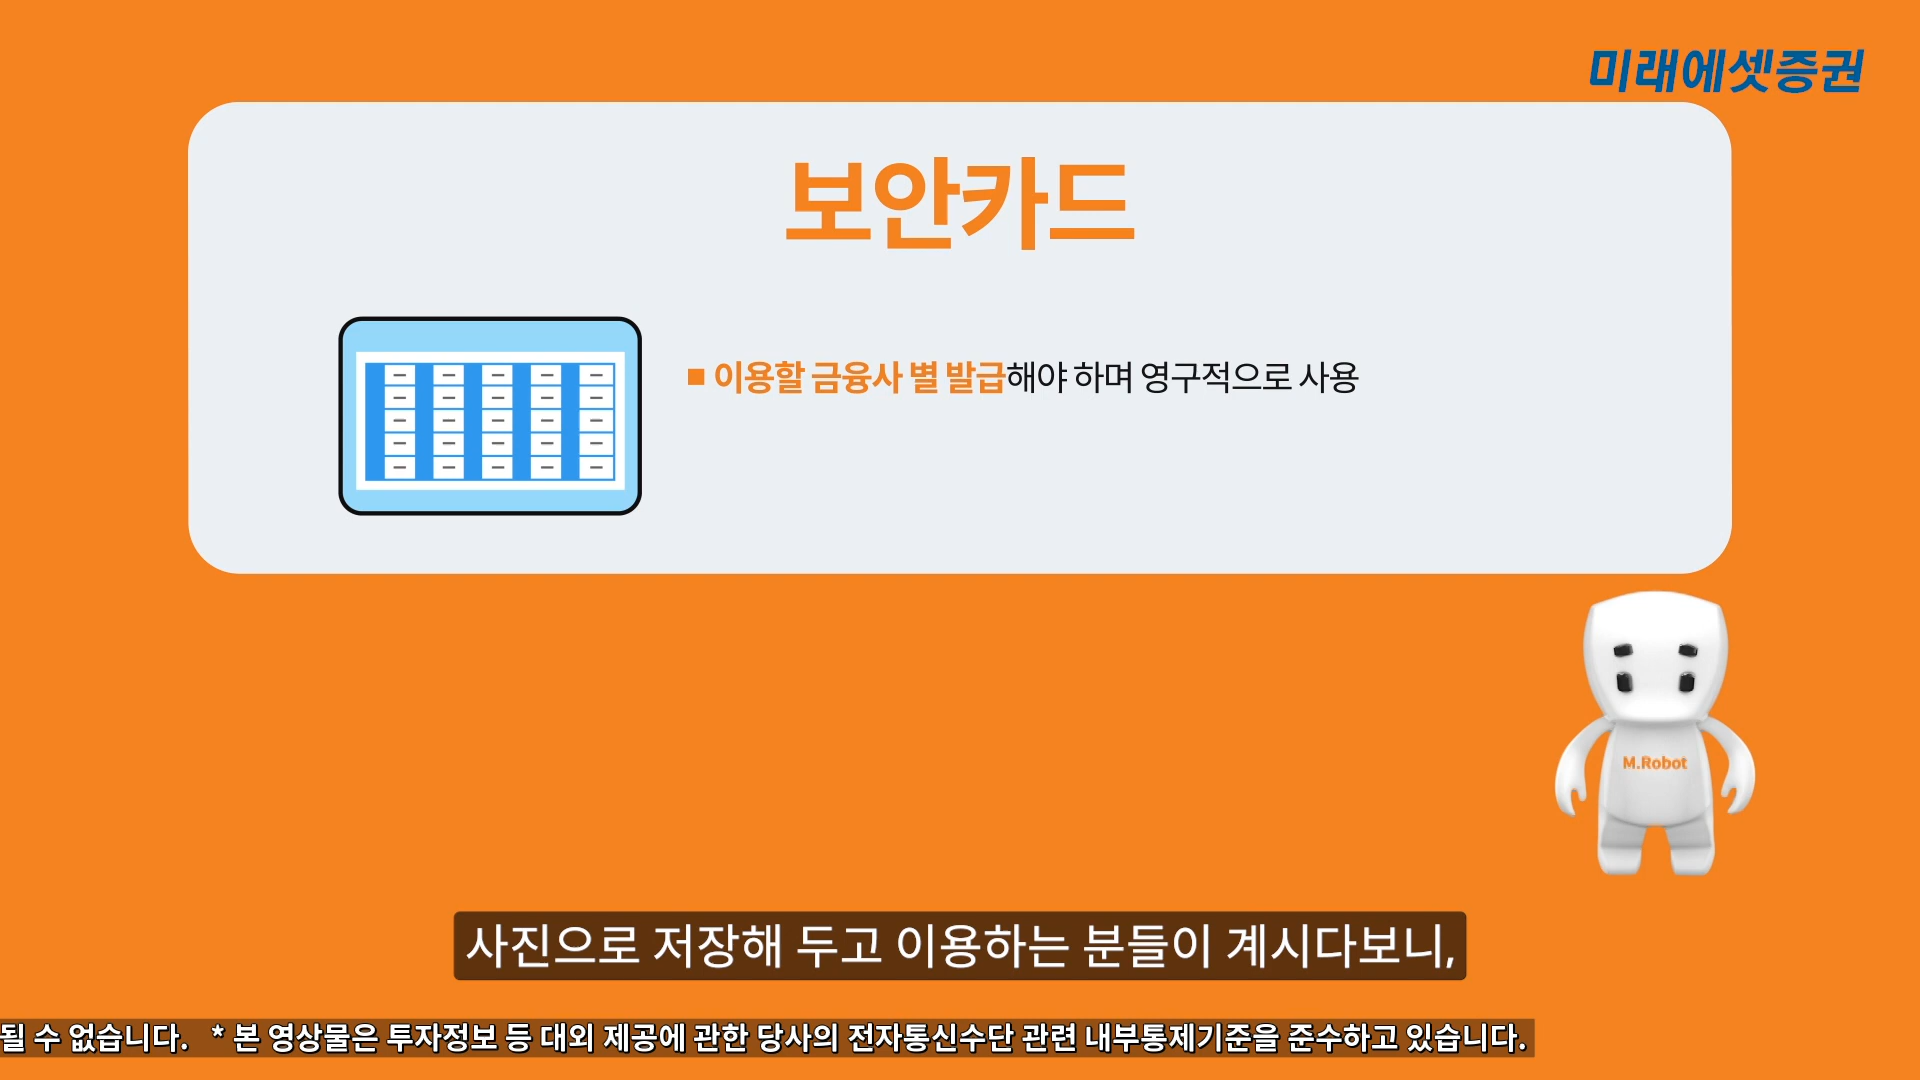 미래에셋증권
보안카드
■ 이용할 금융사 별 발급해야 하며 영구적으로 사용
M.Robot
사진으로 저장해 두고 이용하는 분들이 계시다보니,
될 수 없습니다. * 본 영상물은 투자정보 등 대외 제공에 관한 당사의 전자통신수단 관련 내부통제기준을 준수하고 있습니다.